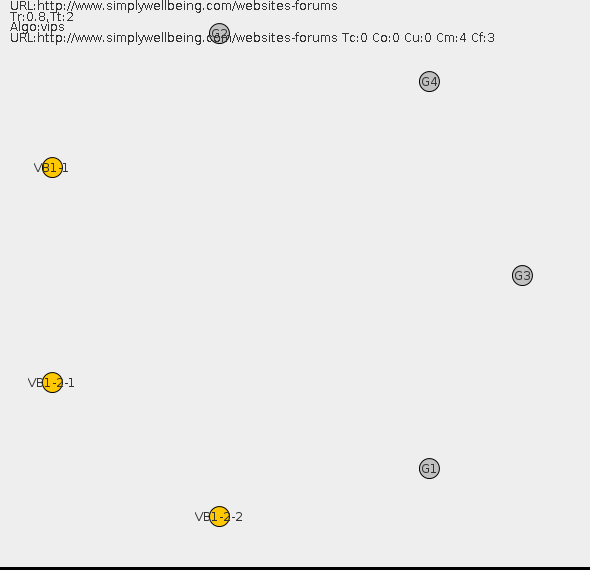 URL:http://www.simplywellbeing.com/websites-forums
Tr:0.8,Tt:2
Algo:vips
G2
URL:http://www.simplywellbeing.com/websites-forums Tc:0 Co:0 Cu:0 Cm:4 Cf:3
G4
VB1-1
G3
VB1-2-1
G1
VB1-2-2